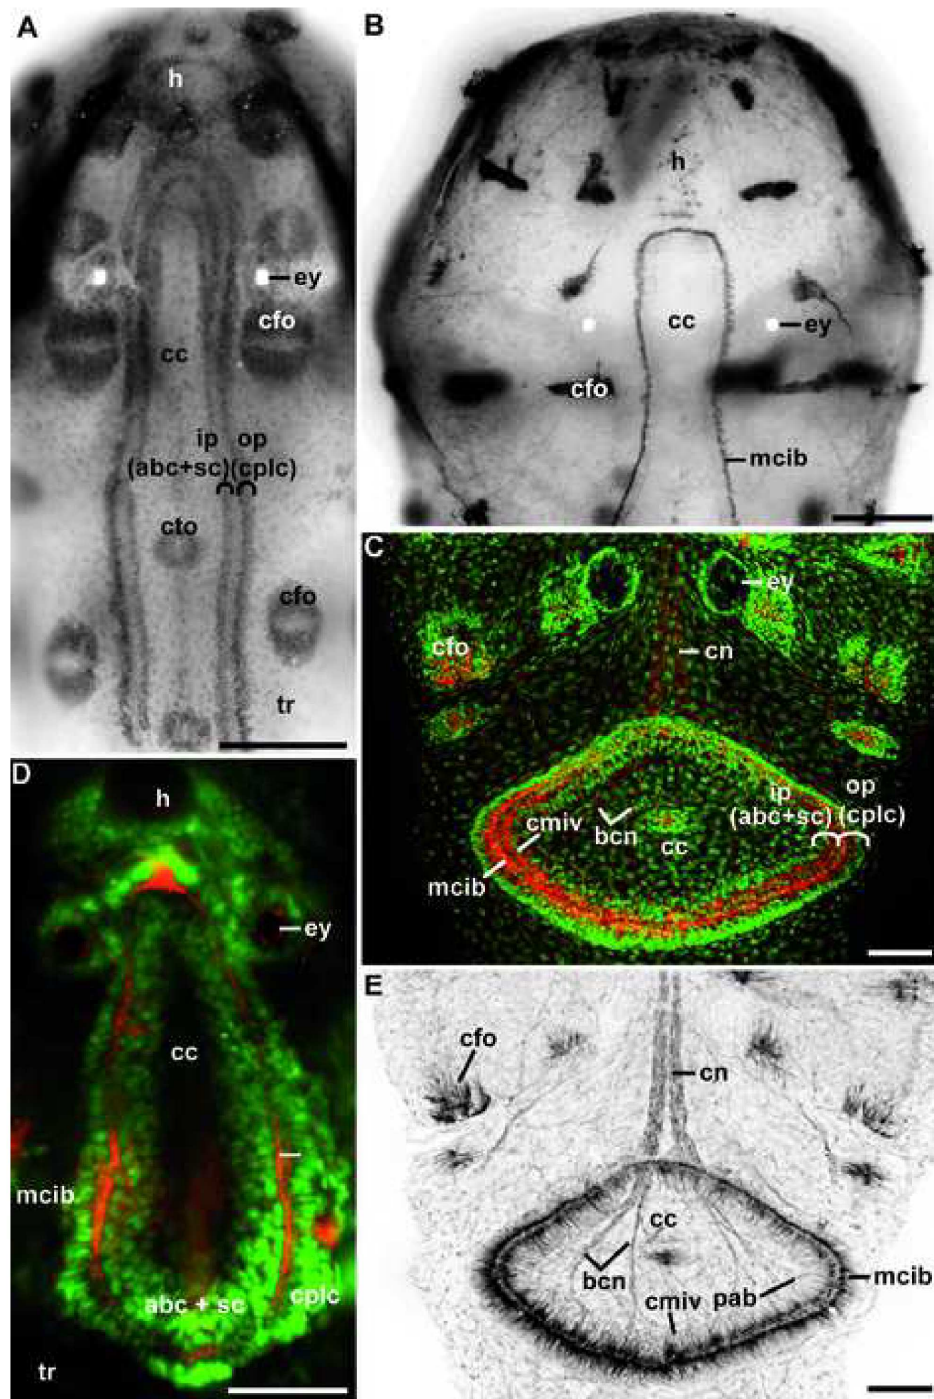 A
h
ey
cfo
cc
ip op
(abc+sc)(cplc)
cto
cfo
tr
B
h
cc
ey
cfo
mcib
C
ey
cfo
cn
ip op
(abc+sc) (cplc)
cmiv
bcn
cc
mcib
D
h
ey
cc
mcib
abc + sc
cplc
tr
E
cfo
cn
cc
bcn
cmiv
pab
mcib